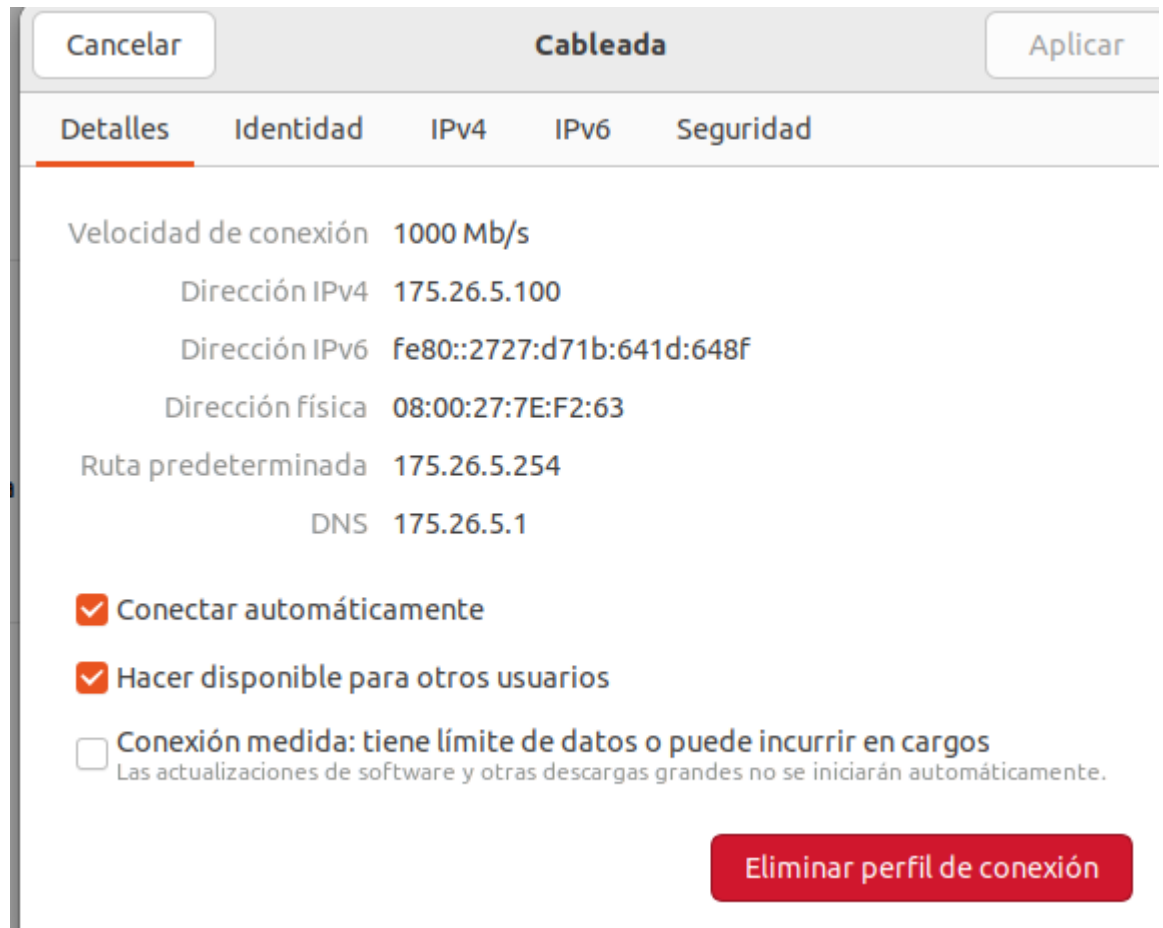 Cancelar Cableada Aplicar
Detalles Identidad IPv4 IPv6 Seguridad
Velocidad de conexión 1000 Mb/s
Dirección IPv4 175.26.5.100
Dirección IPv6 fe80::2727:d71b:641d:648f
Dirección física 08:00:27:7E:F2:63
Ruta predeterminada 175.26.5.254
DNS 175.26.5.1
Conectar automáticamente
Hacer disponible para otros usuarios
Conexión medida: tiene límite de datos o puede incurrir en cargos
Las actualizaciones de software y otras descargas grandes no se iniciarán automáticamente.
Eliminar perfil de conexión